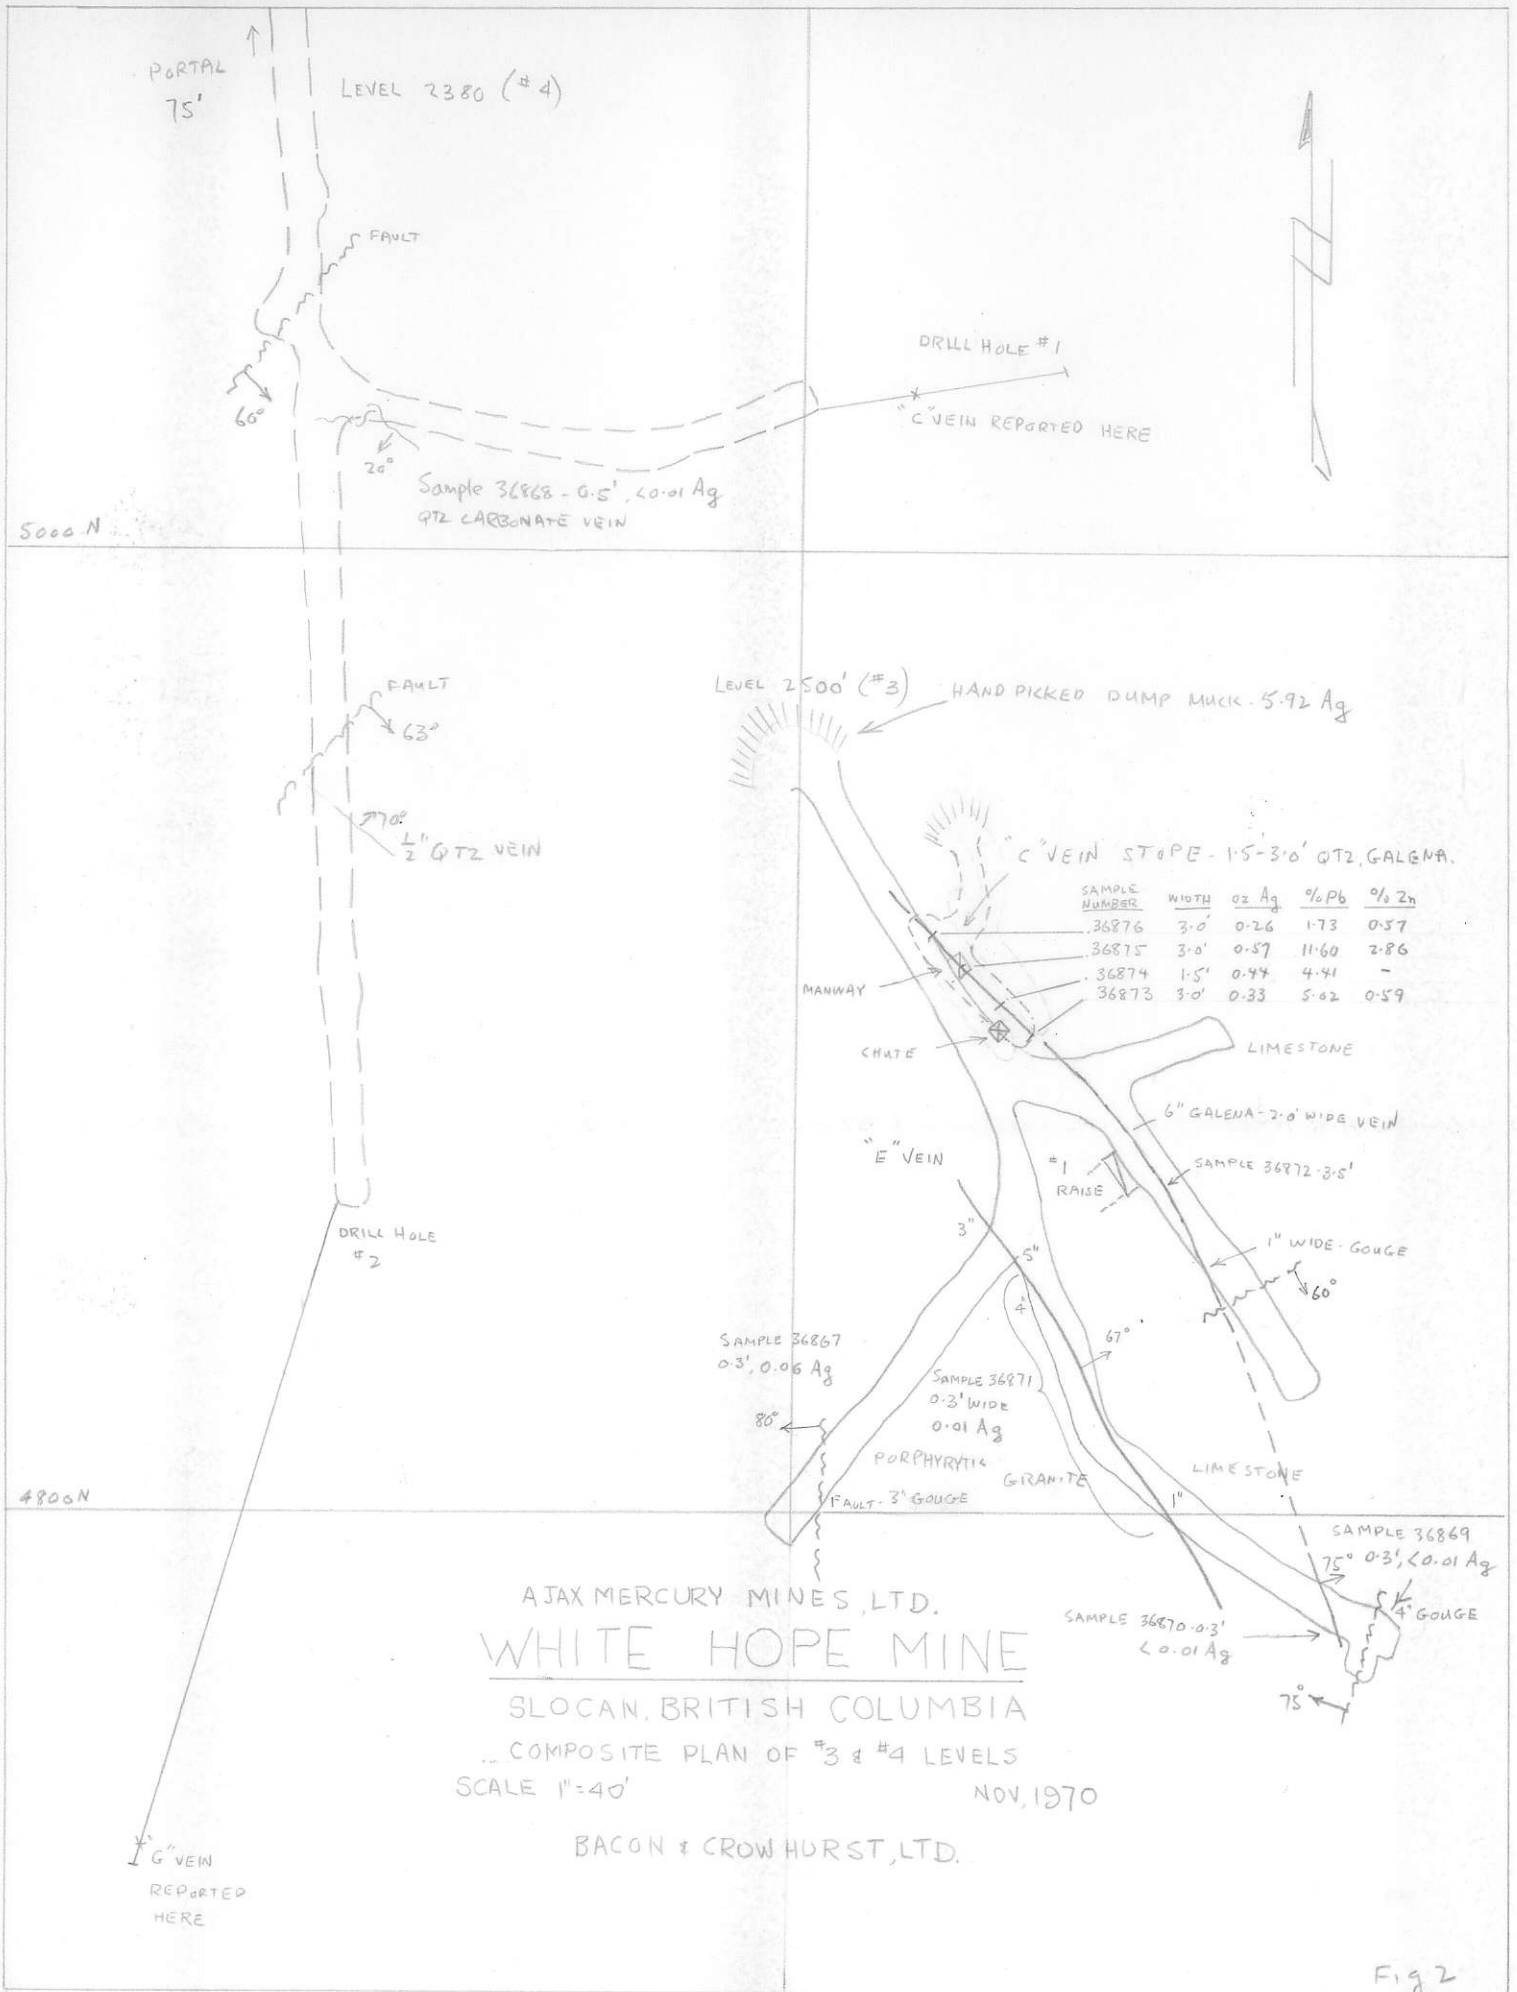 PORTAL
75'
LEVEL 2380 (#4)
FAULT
60°
20°
Sample 36868 - 0.5', <0.01 Ag
QTZ CARBONATE VEIN
DRILL HOLE #1
"C" VEIN REPORTED HERE
5000 N
FAULT
63°
70°
1/2" QTZ VEIN
LEVEL 2500' (#3)
HAND PICKED DUMP MUCK. 5.92 Ag
"C" VEIN STOPE - 1.5'-3.0' QTZ, GALENA.
SAMPLE NUMBER WIDTH oz Ag % Pb % Zn
36876 3.0' 0.26 1.73 0.57
36875 3.0' 0.57 11.60 2.86
36874 1.5' 0.44 4.41 -
36873 3.0' 0.33 5.02 0.59
MANWAY
CHUTE
LIMESTONE
6" GALENA - 2.0' WIDE VEIN
"E" VEIN
#1
RAISE
SAMPLE 36872-3.5'
3"
5"
1" WIDE - GOUGE
60°
4"
67°
DRILL HOLE
#2
SAMPLE 36867
0.3', 0.06 Ag
SAMPLE 36871
0.3' WIDE
0.01 Ag
80°
PORPHYRYTIC
GRANITE
LIMESTONE
4800N
FAULT - 3" GOUGE
1"
SAMPLE 36869
75° 0.3', <0.01 Ag
4" GOUGE
SAMPLE 36870-0.3'
<0.01 Ag
75°
AJAX MERCURY MINES, LTD.
WHITE HOPE MINE
SLOCAN, BRITISH COLUMBIA
COMPOSITE PLAN OF #3 & #4 LEVELS
SCALE 1"=40' NOV, 1970
BACON & CROWHURST, LTD.
"G" VEIN
REPORTED
HERE
Fig 2